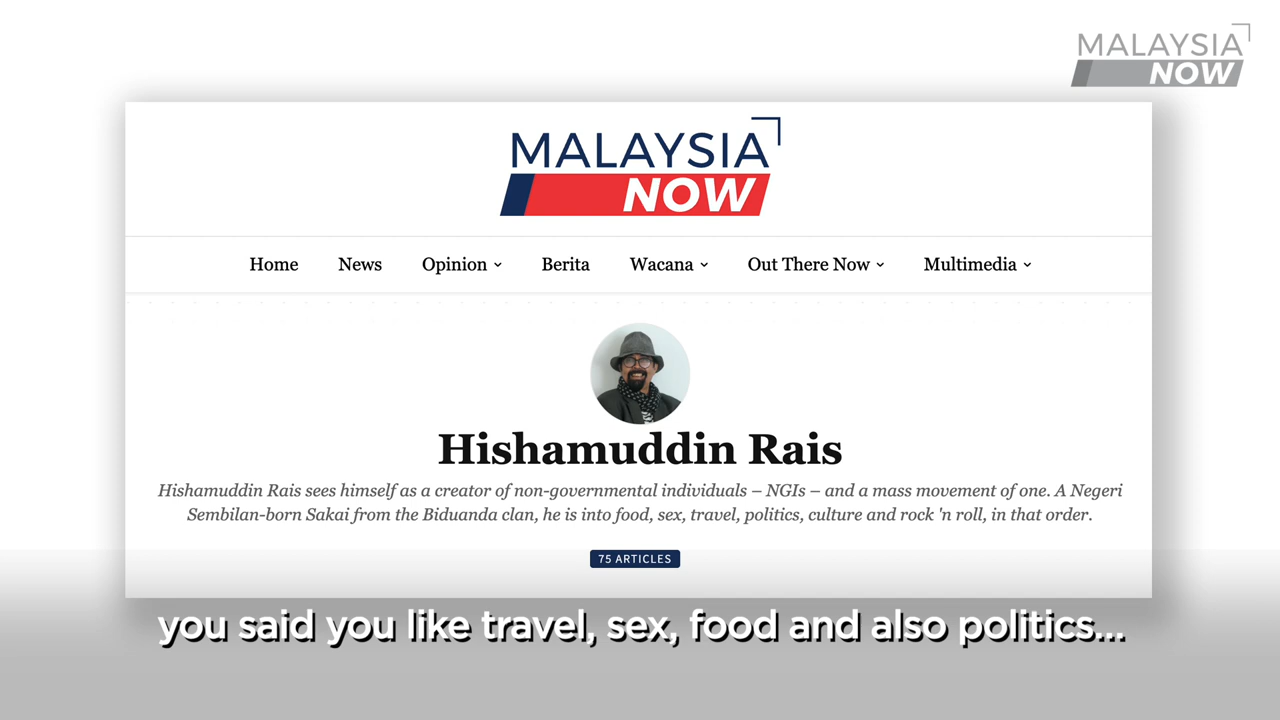 MALAYSIA
NOW
MALAYSIA
NOW
Home News Opinion Berita Wacana Out There Now Multimedia
Hishamuddin Rais
Hishamuddin Rais sees himself as a creator of non-governmental individuals – NGIs – and a mass movement of one. A Negeri
Sembilan-born Sakai from the Biduanda clan, he is into food, sex, travel, politics, culture and rock 'n roll, in that order.
75 ARTICLES
you said you like travel, sex, food and also politics...